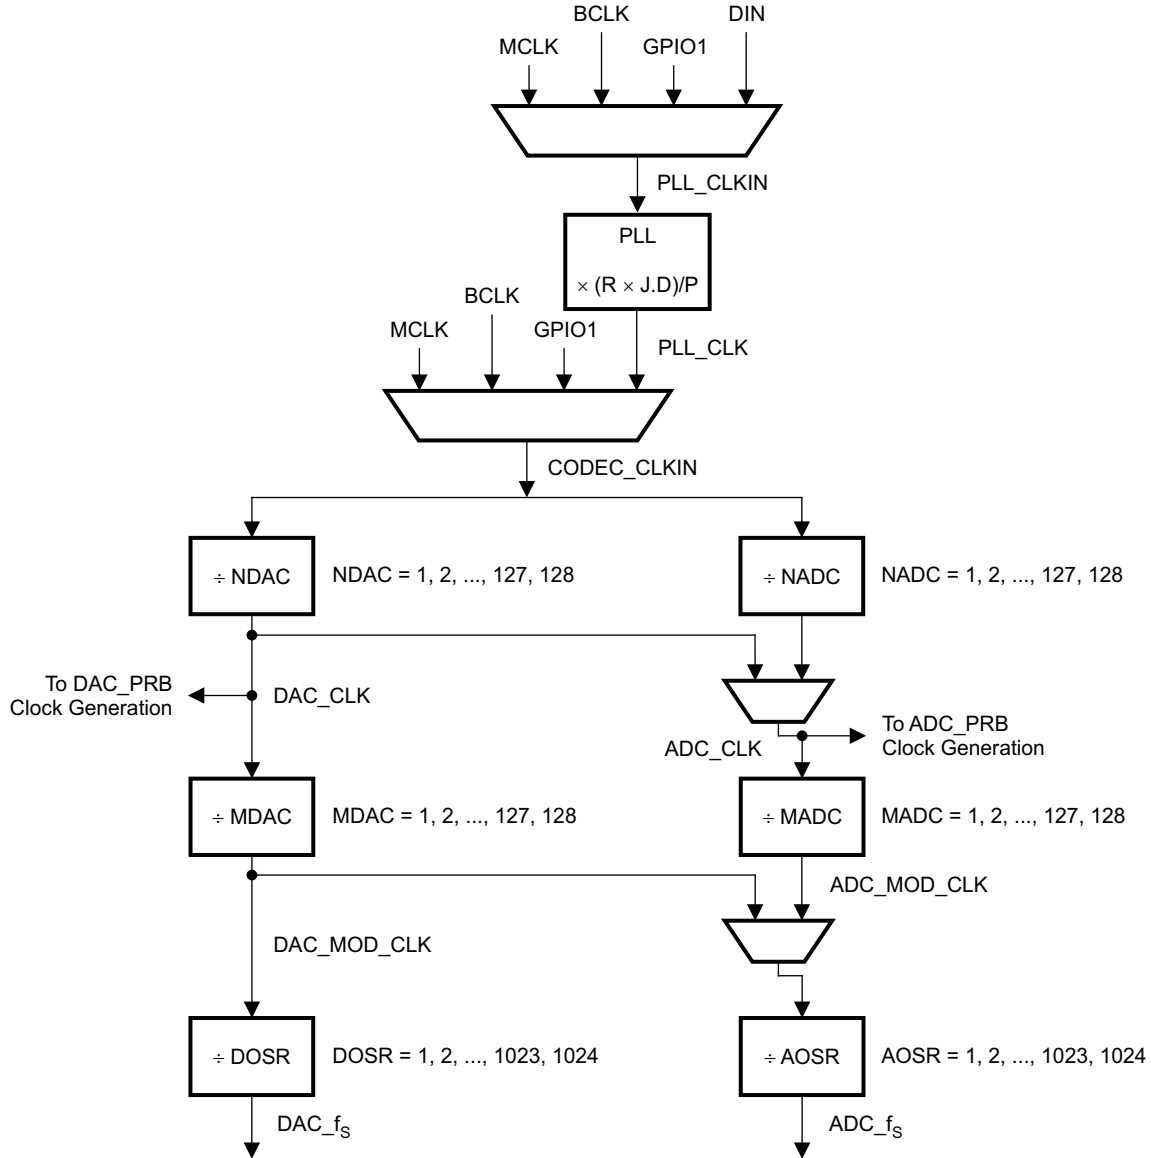 BCLK
DIN
MCLK
GPIO1
PLL_CLKIN
PLL
× (R × J.D)/P
BCLK
MCLK
GPIO1
PLL_CLK
CODEC_CLKIN
÷ NDAC
NDAC = 1, 2, ..., 127, 128
÷ NADC
NADC = 1, 2, ..., 127, 128
To DAC_PRB
Clock Generation
DAC_CLK
ADC_CLK
To ADC_PRB
Clock Generation
÷ MDAC
MDAC = 1, 2, ..., 127, 128
÷ MADC
MADC = 1, 2, ..., 127, 128
ADC_MOD_CLK
DAC_MOD_CLK
÷ DOSR
DOSR = 1, 2, ..., 1023, 1024
÷ AOSR
AOSR = 1, 2, ..., 1023, 1024
DAC_fS
ADC_fS